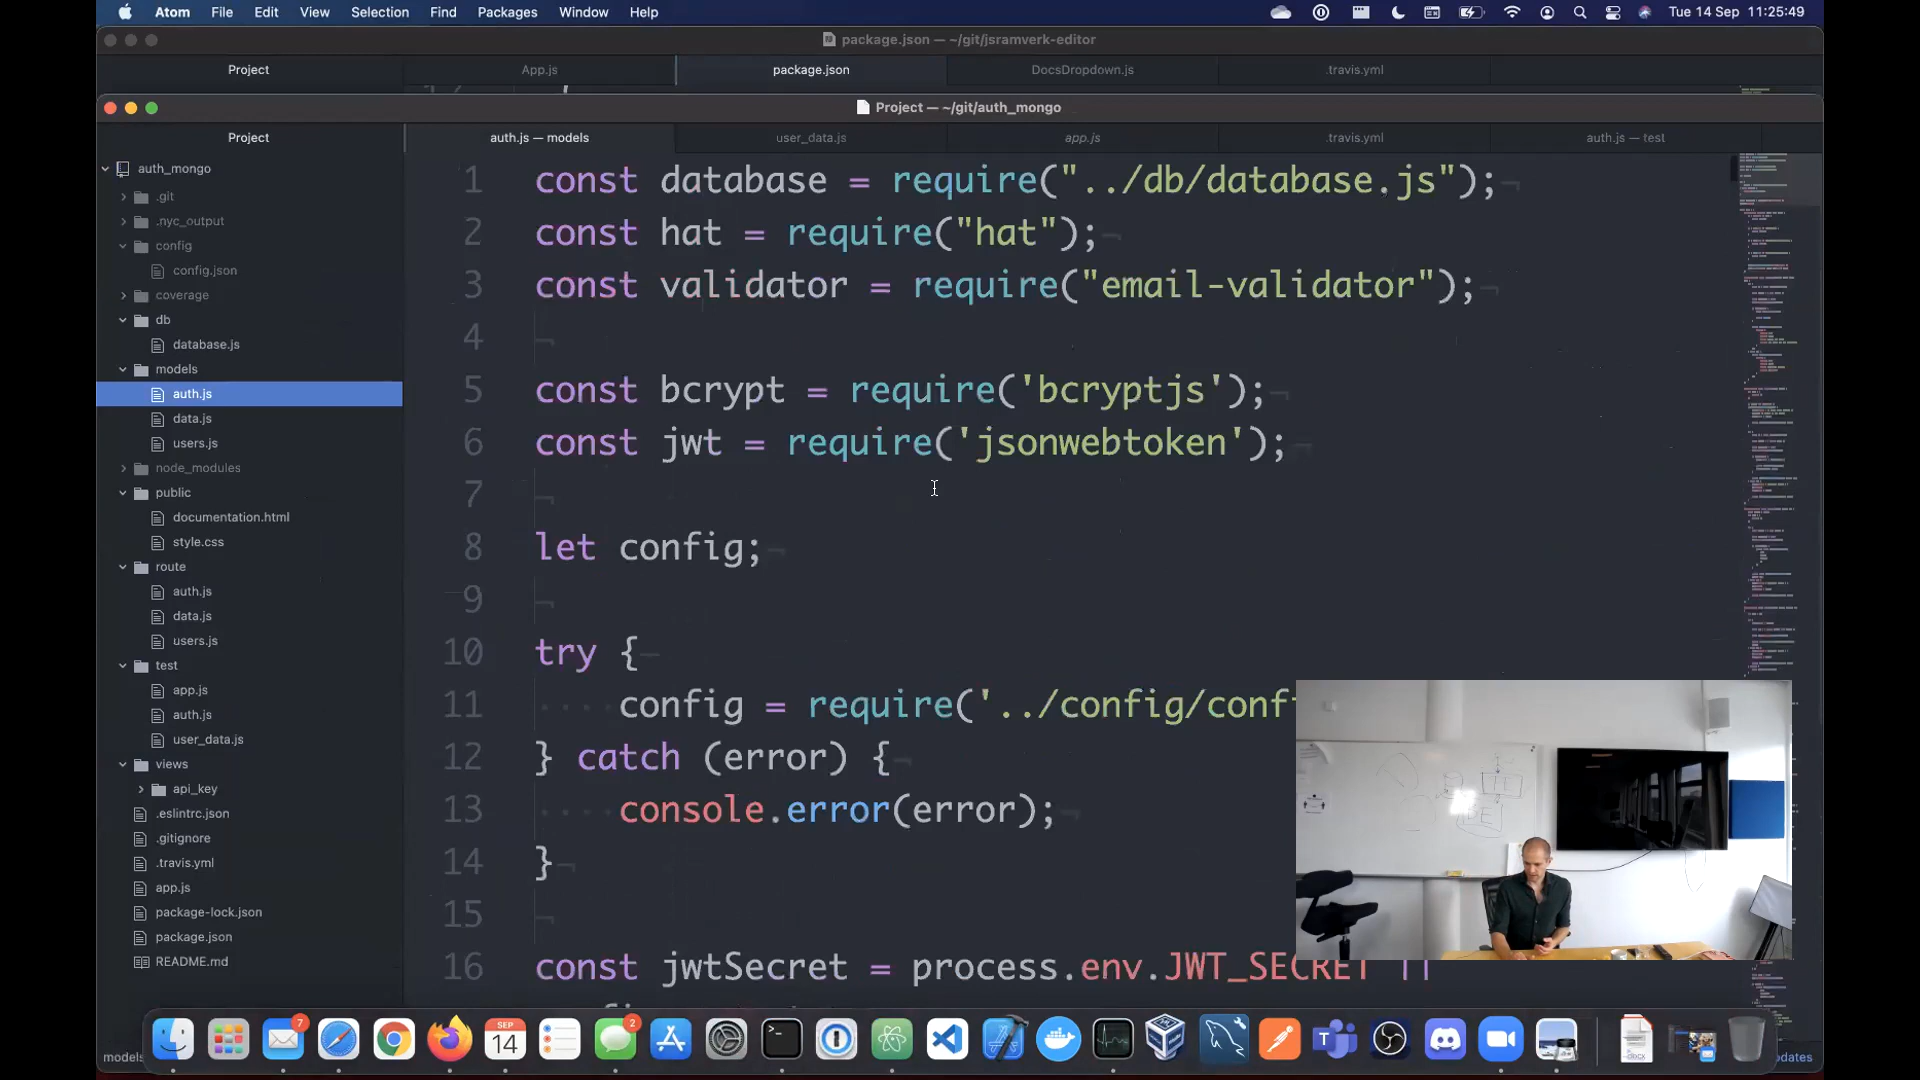 Atom File Edit View Selection Find Packages Window Help Tue 14 Sep 11:25:49
package.json — ~/git/jsramverk-editor
Project App.js package.json DocsDropdown.js .travis.yml
Project — ~/git/auth_mongo
Project auth.js — models user_data.js app.js .travis.yml auth.js — test
auth_mongo
.git
.nyc_output
config
config.json
coverage
db
database.js
models
auth.js
data.js
users.js
node_modules
public
documentation.html
style.css
route
auth.js
data.js
users.js
test
app.js
auth.js
user_data.js
views
api_key
.eslintrc.json
.gitignore
.travis.yml
app.js
package-lock.json
package.json
README.md
models
1 const database = require("../db/database.js");¬
2 const hat = require("hat");¬
3 const validator = require("email-validator");¬
4 ¬
5 const bcrypt = require('bcryptjs');¬
6 const jwt = require('jsonwebtoken');¬
7 ¬
8 let config;¬
9 ¬
10 try {¬
11 ····config = require('../config/conf
12 } catch (error) {¬
13 ····console.error(error);¬
14 }¬
15 ¬
16 const jwtSecret = process.env.JWT_SECRET ||
7
SEP
14
2